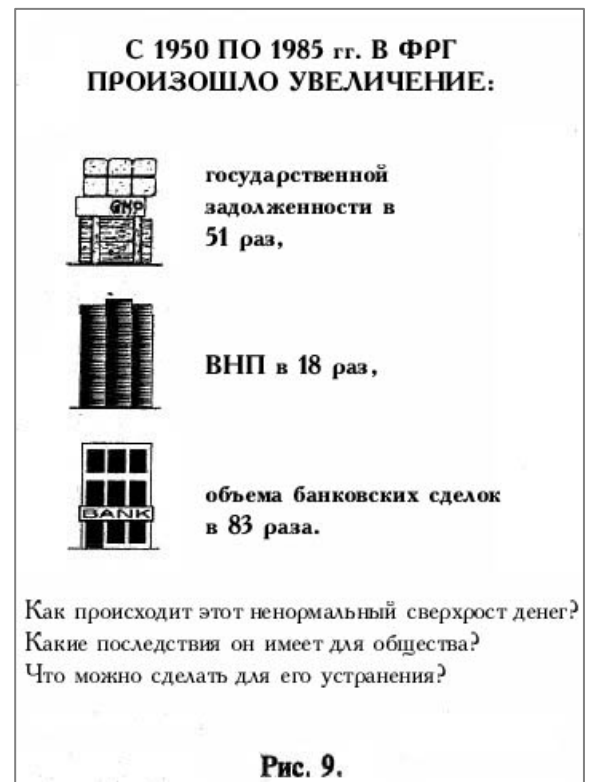 С 1950 ПО 1985 гг. В ФРГ
ПРОИЗОШЛО УВЕЛИЧЕНИЕ:
GNP
государственной
задолженности в
51 раз,
ВНП в 18 раз,
BANK
объема банковских сделок
в 83 раза.
Как происходит этот ненормальный сверхрост денег?
Какие последствия он имеет для общества?
Что можно сделать для его устранения?
Рис. 9.